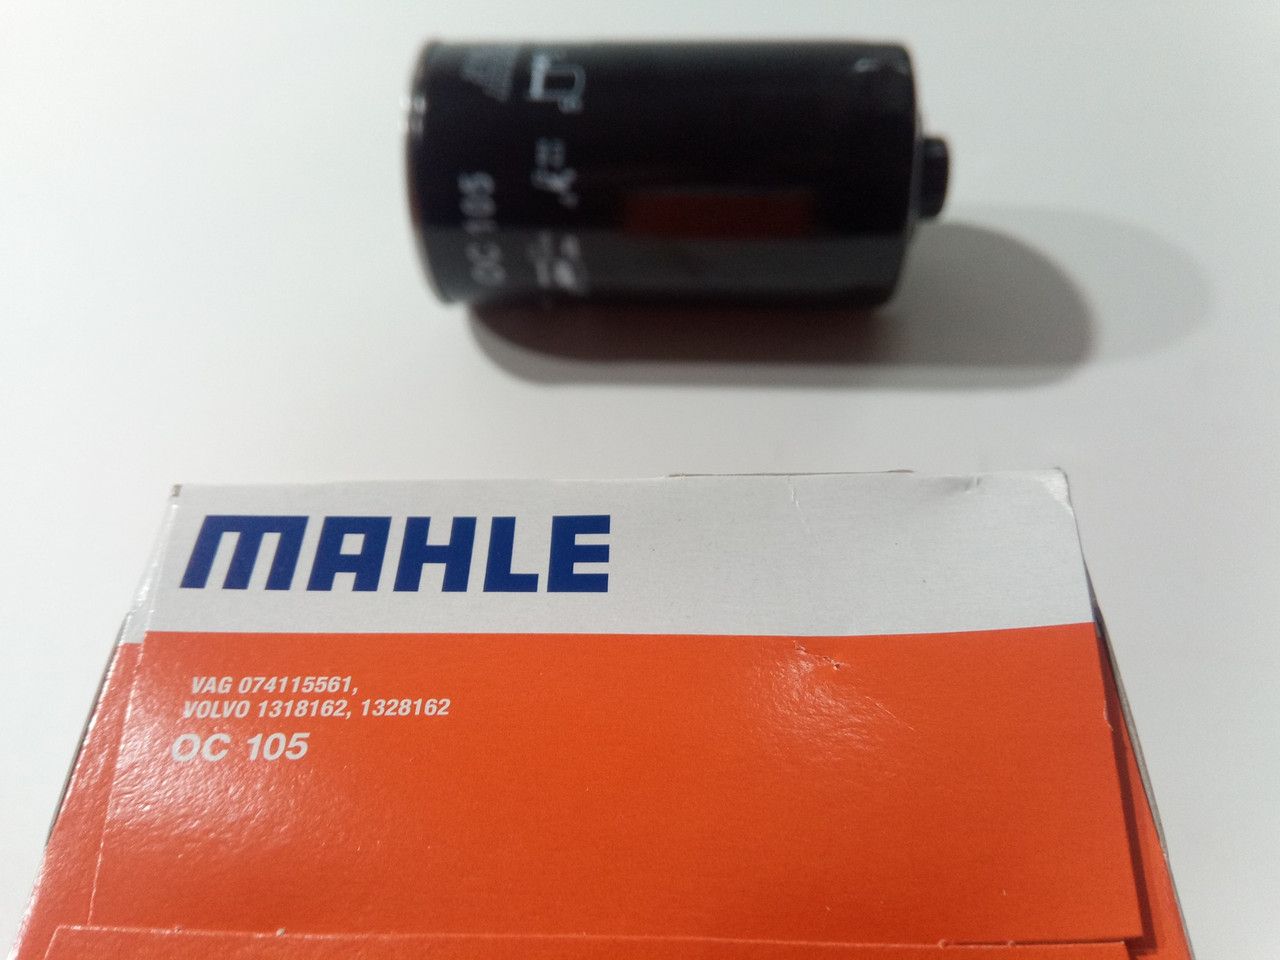 OC 105
MAHLE
VAG 074115561,
VOLVO 1318162, 1328162
OC 105